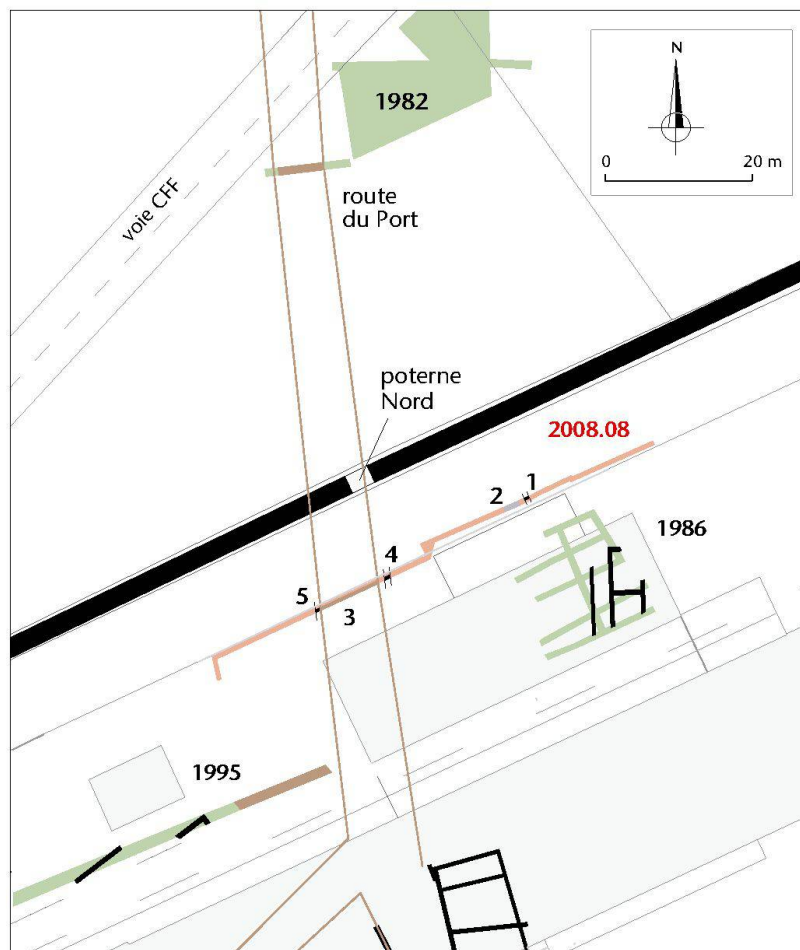 1982
N
0 20 m
voie CFF
route
du Port
poterne
Nord
2008.08
1
2
1986
4
5
3
1995